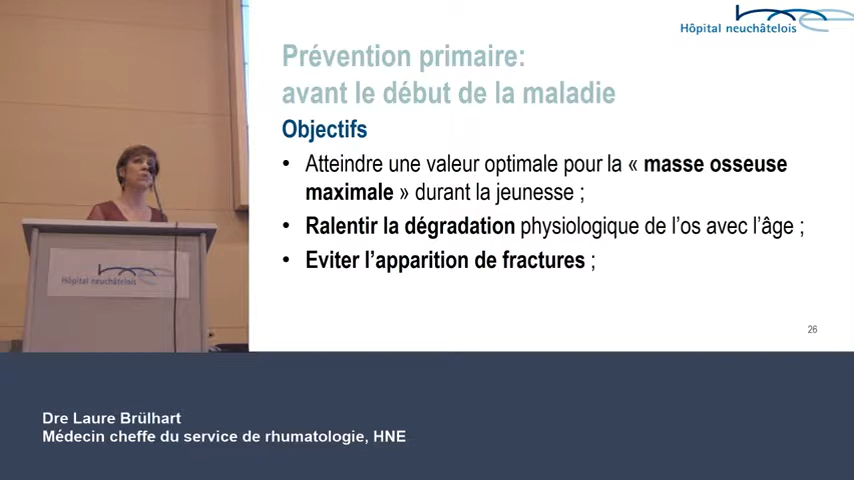 Hôpital neuchâtelois
Prévention primaire:
avant le début de la maladie
Objectifs
• Atteindre une valeur optimale pour la « masse osseuse
maximale » durant la jeunesse ;
• Ralentir la dégradation physiologique de l'os avec l'âge ;
• Eviter l'apparition de fractures ;
26
Hôpital neuchâtelois
Dre Laure Brülhart
Médecin cheffe du service de rhumatologie, HNE